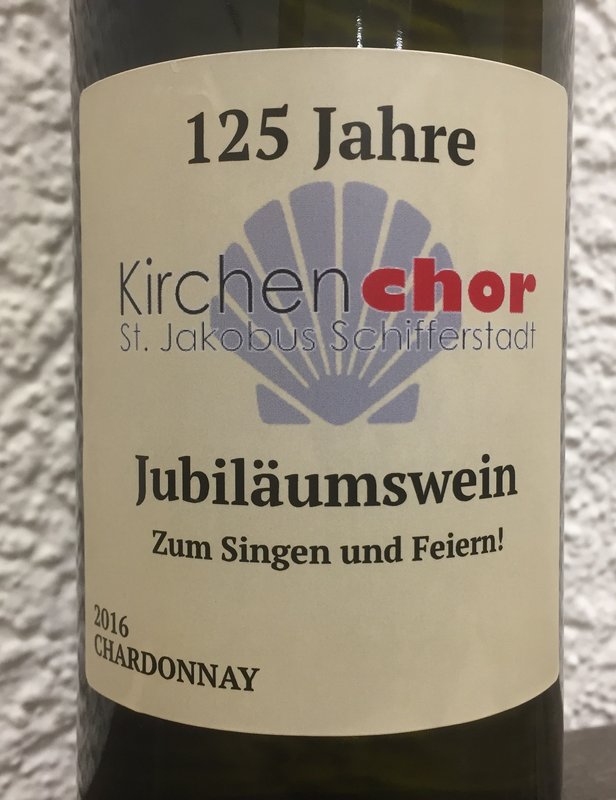 125 Jahre
Kirchenchor
St. Jakobus Schifferstadt
Jubiläumswein
Zum Singen und Feiern!
2016
CHARDONNAY